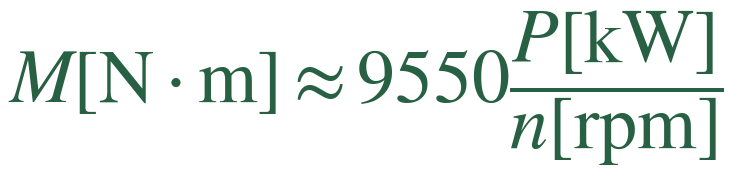 M[N · m] ≈ 9550 P[kW] / n[rpm]